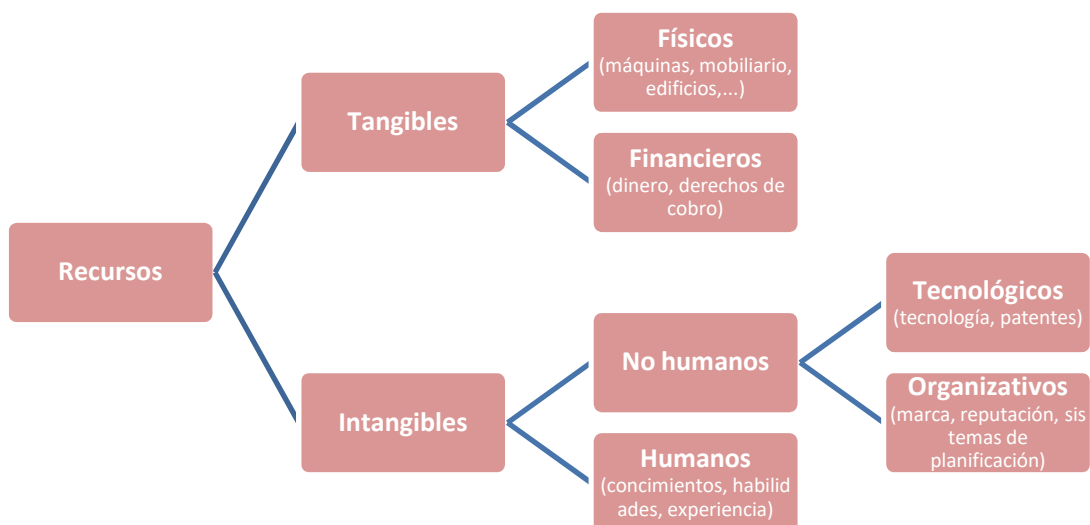 Físicos
(máquinas, mobiliario,
edificios,...)
Tangibles
Financieros
(dinero, derechos de
cobro)
Recursos
Tecnológicos
(tecnología, patentes)
No humanos
Organizativos
(marca, reputación, sis
temas de
planificación)
Intangibles
Humanos
(concimientos, habilid
ades, experiencia)